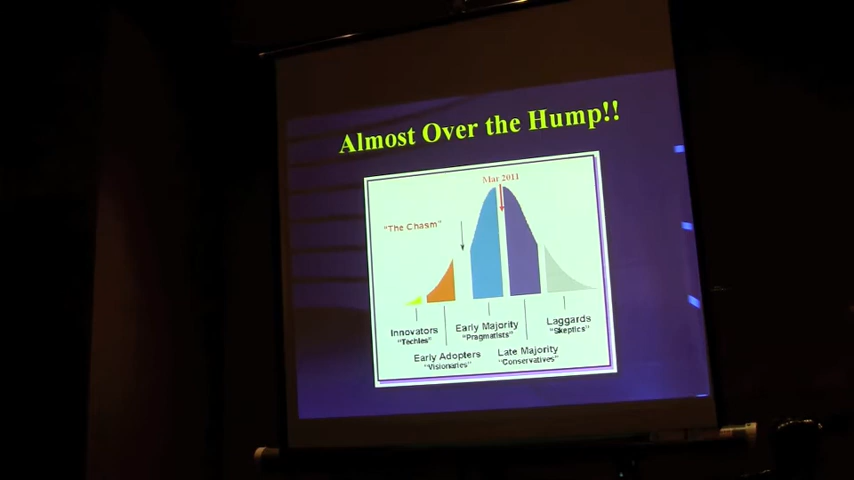 Almost Over the Hump!!
Mar 2011
"The Chasm"
Innovators
"Techies"
Early Adopters
"Visionaries"
Early Majority
"Pragmatists"
Late Majority
"Conservatives"
Laggards
"Skeptics"